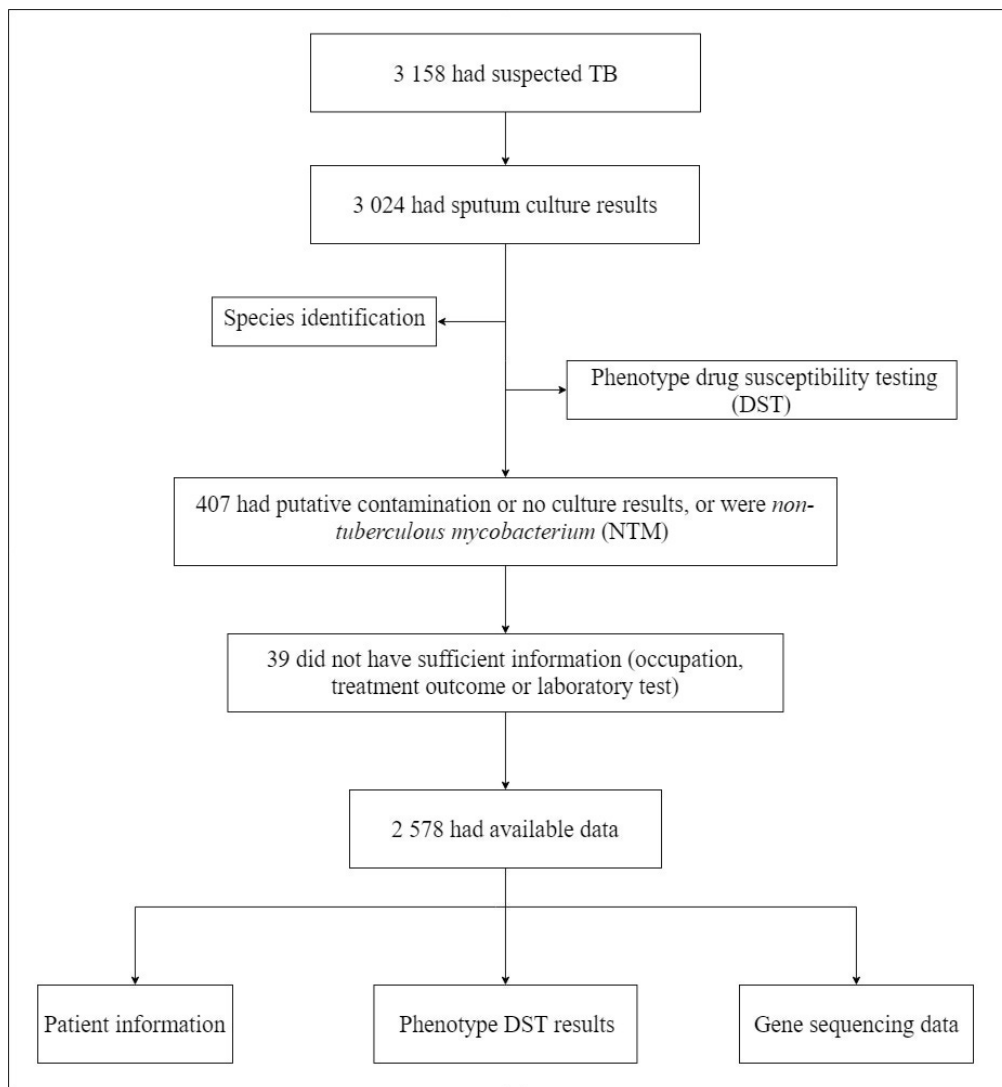 3 158 had suspected TB
3 024 had sputum culture results
Species identification
Phenotype drug susceptibility testing
(DST)
407 had putative contamination or no culture results, or were non-
tuberculous mycobacterium (NTM)
39 did not have sufficient information (occupation,
treatment outcome or laboratory test)
2 578 had available data
Patient information
Phenotype DST results
Gene sequencing data